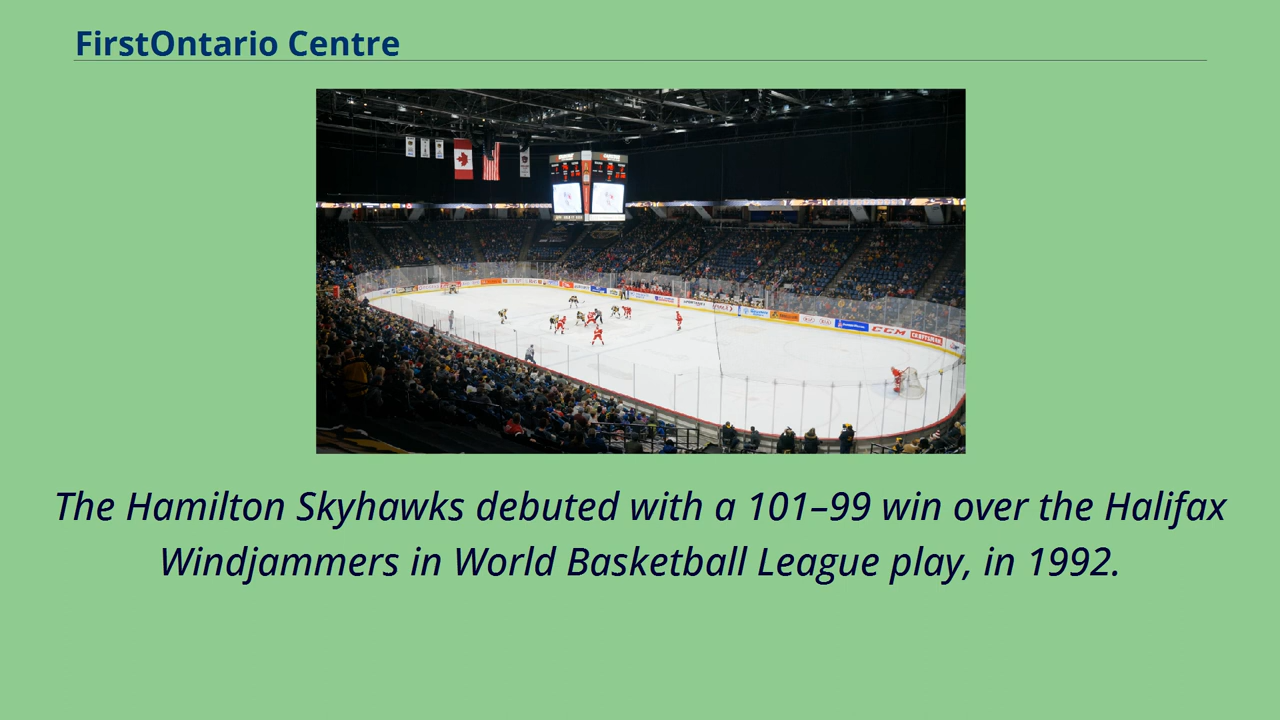 FirstOntario Centre
CCM
The Hamilton Skyhawks debuted with a 101–99 win over the Halifax
Windjammers in World Basketball League play, in 1992.